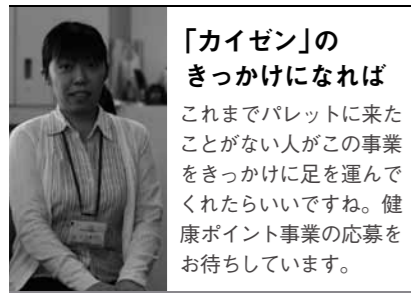 「カイゼン」の
きっかけになれば
これまでパレットに来た
ことがない人がこの事業
をきっかけに足を運んで
くれたらいいですね。健
康ポイント事業の応募を
お待ちしています。